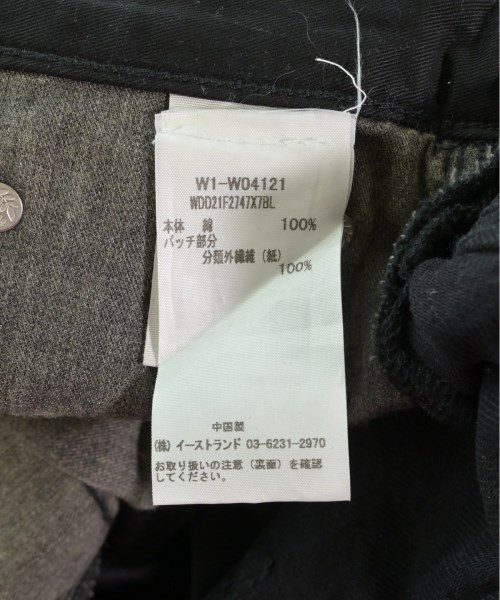 W1-W04121
WDD21F2747X7BL
本体 綿 100%
パッチ部分
分類外繊維(紙)
100%
中国製
(株) イーストランド 03-6231-2970
お取り扱いの注意(裏面)を確認
してください。